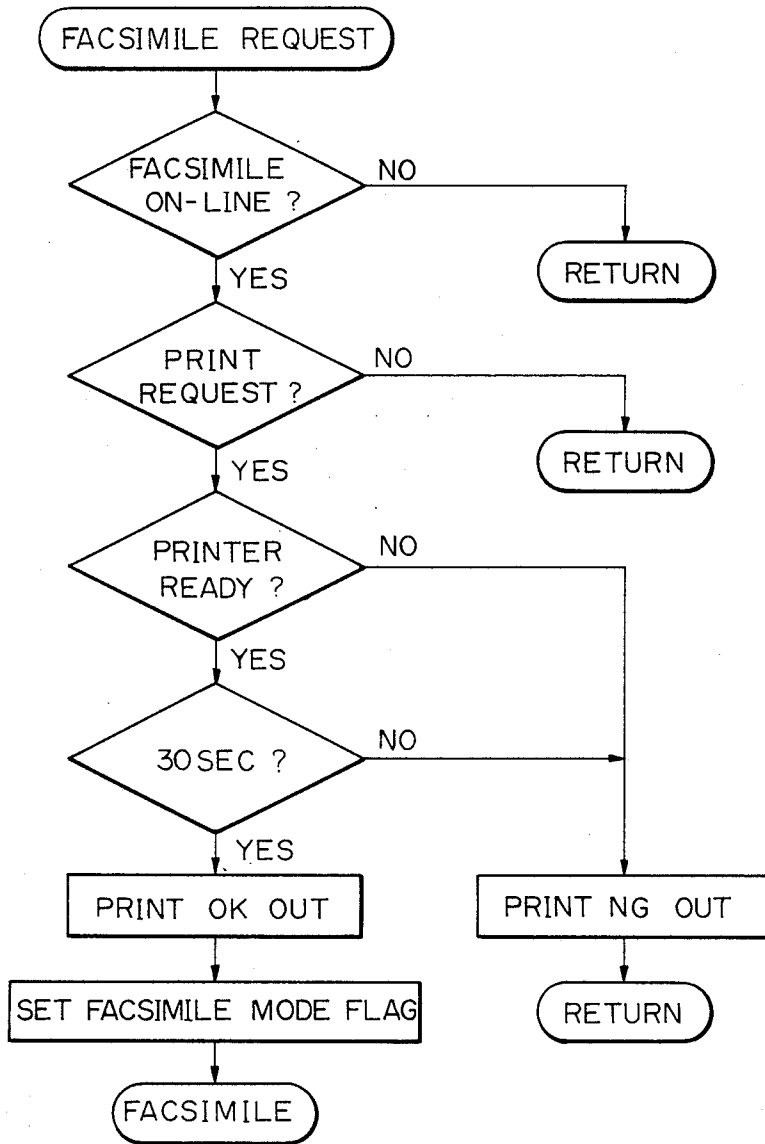 FACSIMILE REQUEST
FACSIMILE
ON-LINE ?
NO
RETURN
YES
PRINT
REQUEST ?
NO
RETURN
YES
PRINTER
READY ?
NO
YES
30SEC ?
NO
YES
PRINT OK OUT
PRINT NG OUT
SET FACSIMILE MODE FLAG
RETURN
FACSIMILE